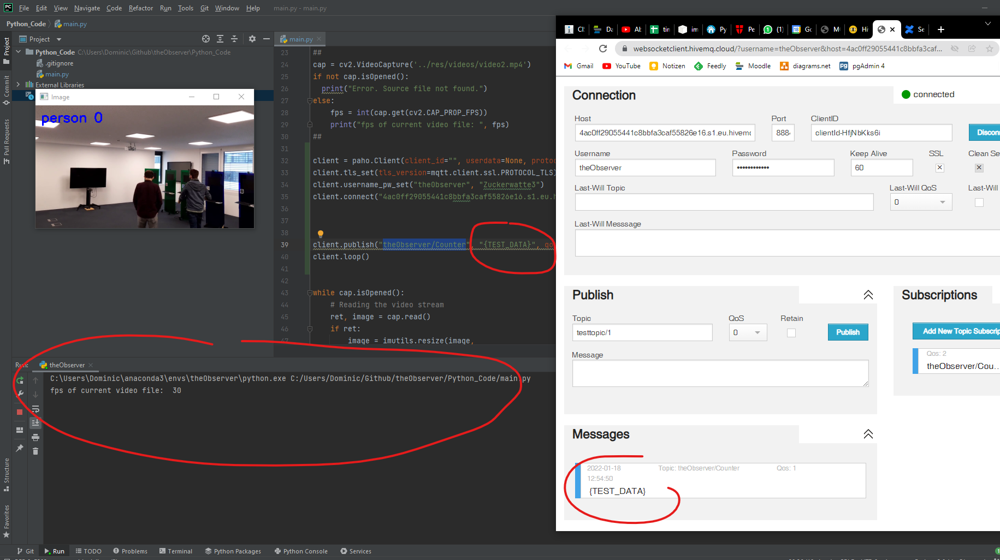 PC File Edit View Navigate Code Refactor Run Tools Git Window Help main.py - main.py
Python_Code main.py
Project
Project
Commit
Pull Requests
Structure
Favorites
Python_Code C:\Users\Dominic\Github\theObserver\Python_Code
.gitignore
main.py
External Libraries
Image
person 0
main.py
23 ##
24 cap = cv2.VideoCapture('../res/videos/video2.mp4')
25 if not cap.isOpened():
26 print("Error. Source file not found.")
27 else:
28 fps = int(cap.get(cv2.CAP_PROP_FPS))
29 print("fps of current video file: ", fps)
30 ##
31
32 client = paho.Client(client_id="", userdata=None, protoc
33 client.tls_set(tls_version=mqtt.client.ssl.PROTOCOL_TLS)
34 client.username_pw_set("theObserver", "Zuckerwatte3")
35 client.connect("4ac0ff29055441c8bbfa3caf55826e16.s1.eu.h
36
37
38
39 client.publish("theObserver/Counter", "{TEST_DATA}", qo
40 client.loop()
41
42
43 while cap.isOpened():
44 # Reading the video stream
45 ret, image = cap.read()
46 if ret:
47 image = imutils.resize(image,
Run: theObserver
C:\Users\Dominic\anaconda3\envs\theObserver\python.exe C:/Users/Dominic/Github/theObserver/Python_Code/main.py
fps of current video file: 30
Git Run TODO Problems Terminal Python Packages Python Console Services
CI Da Ak tir im Py Pe (1) Go M Hi Se
websocketclient.hivemq.cloud/?username=theObserver&host=4ac0ff29055441c8bbfa3caf...
Gmail YouTube Notizen Feedly Moodle diagrams.net pgAdmin 4
Connection
connected
Host Port ClientID
4ac0ff29055441c8bbfa3caf55826e16.s1.eu.hivemc 888 clientId-HfjNbKks6i Discon
Username Password Keep Alive SSL Clean Se
theObserver •••••••••••• 60
Last-Will Topic Last-Will QoS Last-Will
0
Last-Will Messsage
Publish
Topic QoS Retain
testtopic/1 0 Publish
Message
Subscriptions
Add New Topic Subscrip
Qos: 2
theObserver/Cou...
Messages
2022-01-18 Topic: theObserver/Counter Qos: 1
12:54:50
{TEST_DATA}